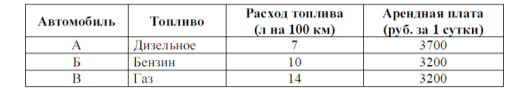 Автомобиль Топливо Расход топлива (л на 100 км) Арендная плата (руб. за 1 сутки)
А Дизельное 7 3700
Б Бензин 10 3200
В Газ 14 3200